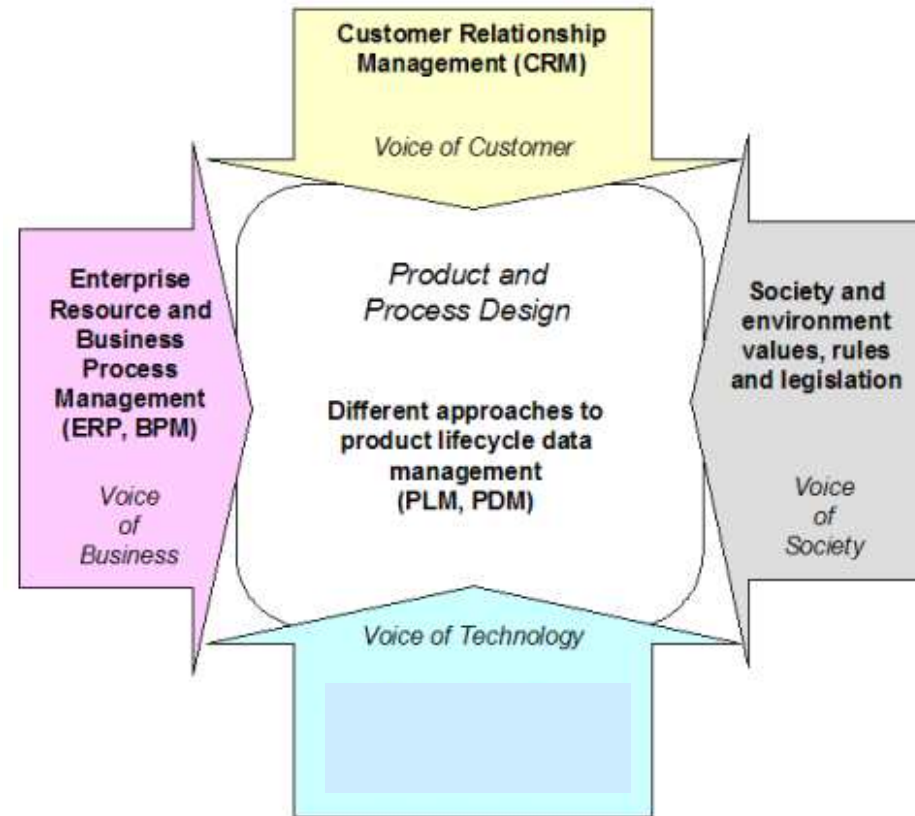 Customer Relationship
Management (CRM)
Voice of Customer
Enterprise
Resource and
Business
Process
Management
(ERP, BPM)
Voice
of
Business
Product and
Process Design
Different approaches to
product lifecycle data
management
(PLM, PDM)
Society and
environment
values, rules
and legislation
Voice
of
Society
Voice of Technology